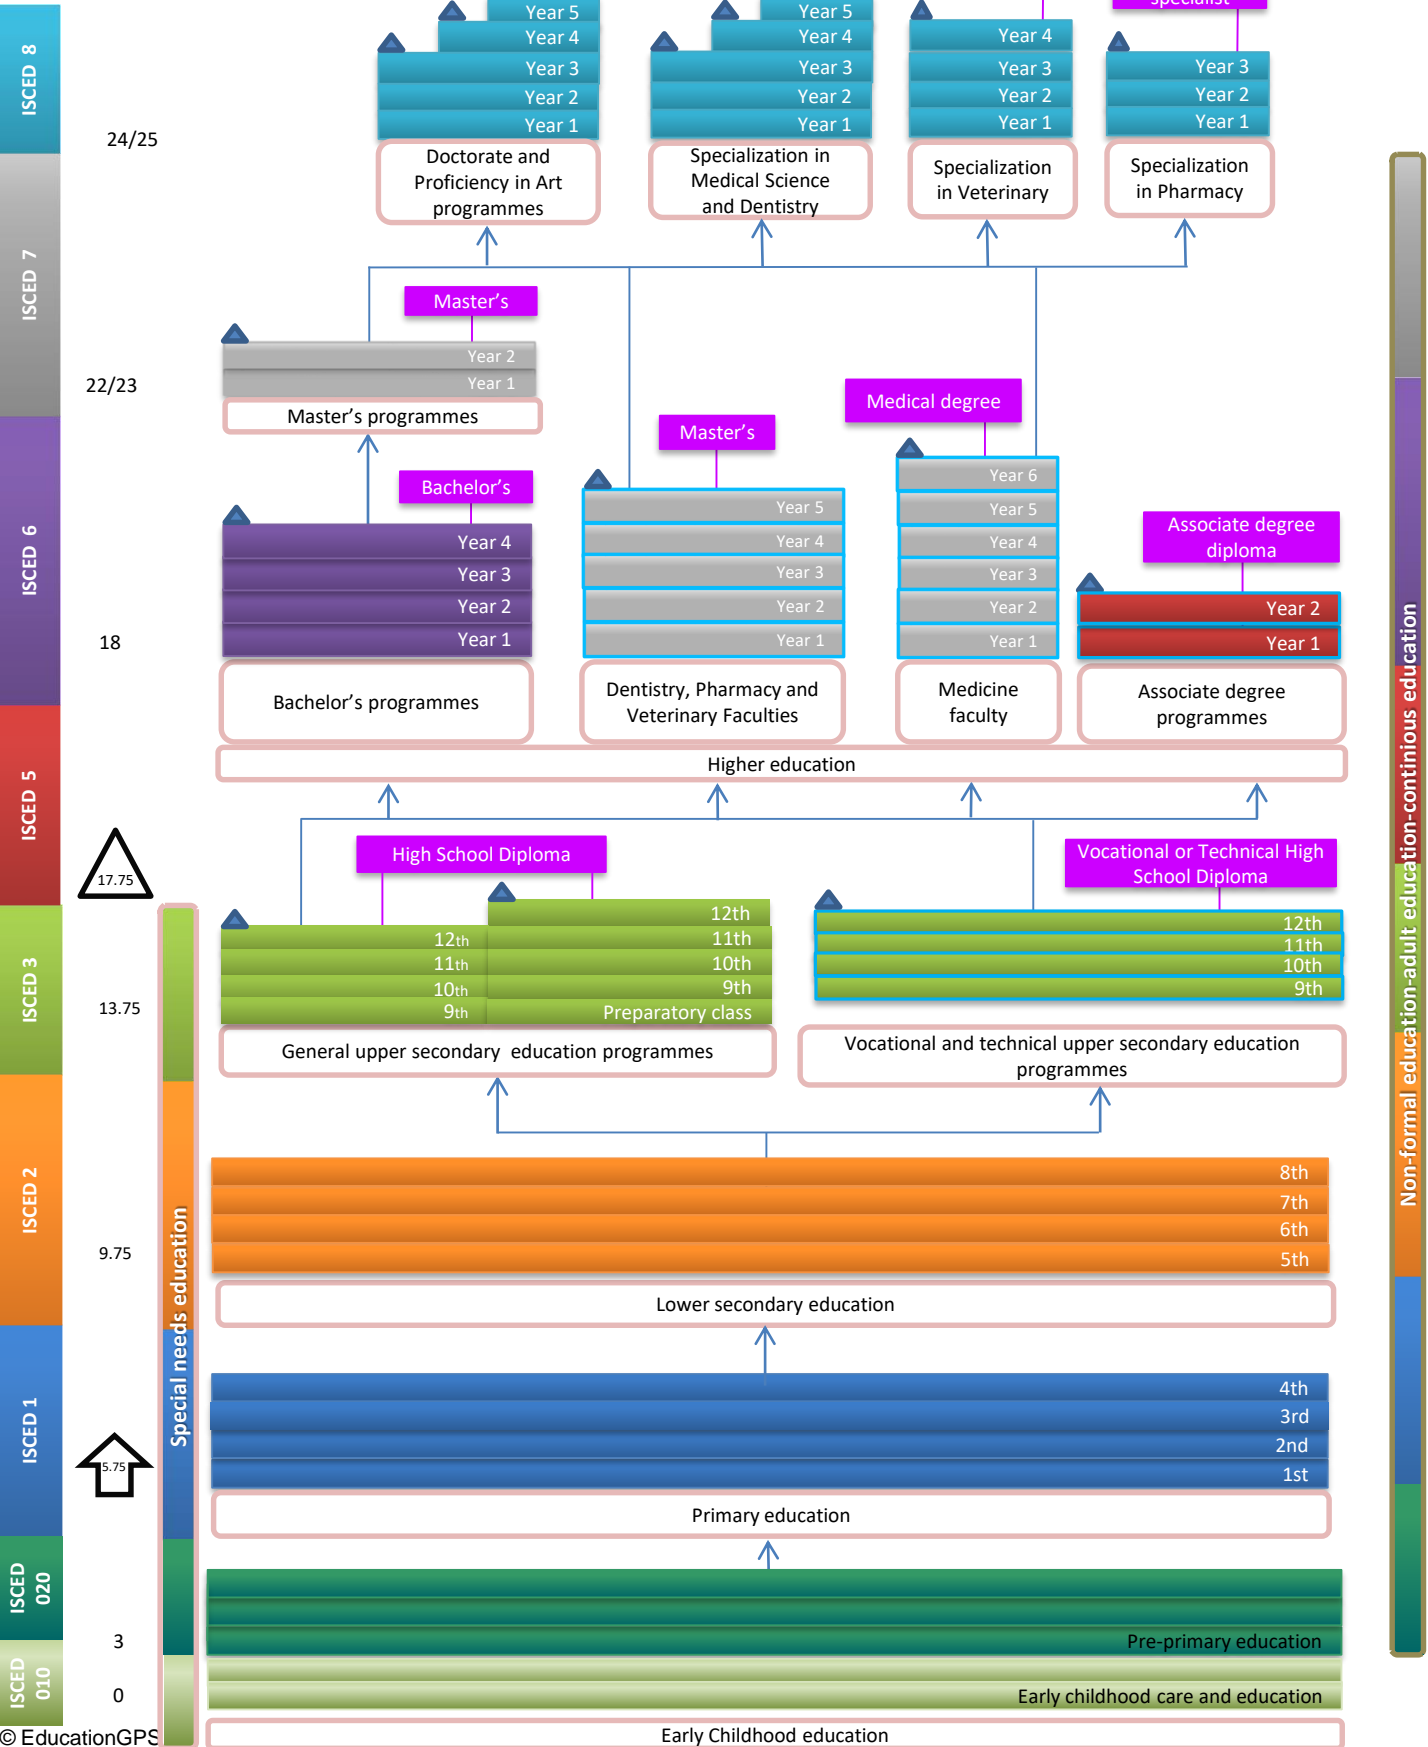 specialist
Year 5
Year 5
Year 4
Year 4
Year 4
ISCED 8
Year 3
Year 3
Year 3
Year 3
Year 2
Year 2
Year 2
Year 2
Year 1
Year 1
Year 1
Year 1
24/25
Doctorate and
Proficiency in Art
programmes
Specialization in
Medical Science
and Dentistry
Specialization
in Veterinary
Specialization
in Pharmacy
ISCED 7
Master's
Year 2
Year 1
22/23
Master's programmes
Medical degree
Master's
Bachelor's
Year 6
Year 5
Year 5
Associate degree
diploma
ISCED 6
Year 4
Year 4
Year 4
Year 3
Year 3
Year 3
Year 2
Year 2
Year 2
Year 2
Year 1
Year 1
Year 1
Year 1
18
Bachelor's programmes
Dentistry, Pharmacy and
Veterinary Faculties
Medicine
faculty
Associate degree
programmes
Higher education
ISCED 5
17.75
High School Diploma
Vocational or Technical High
School Diploma
12th
11th
10th
9th
12th
11th
10th
9th
Preparatory class
12th
11th
10th
9th
ISCED 3
13.75
General upper secondary education programmes
Vocational and technical upper secondary education
programmes
Non-formal education-adult education-continious education
8th
7th
6th
5th
ISCED 2
9.75
Lower secondary education
Special needs education
4th
3rd
2nd
1st
ISCED 1
5.75
Primary education
ISCED
020
3
Pre-primary education
ISCED
010
0
Early childhood care and education
© EducationGPS
Early Childhood education